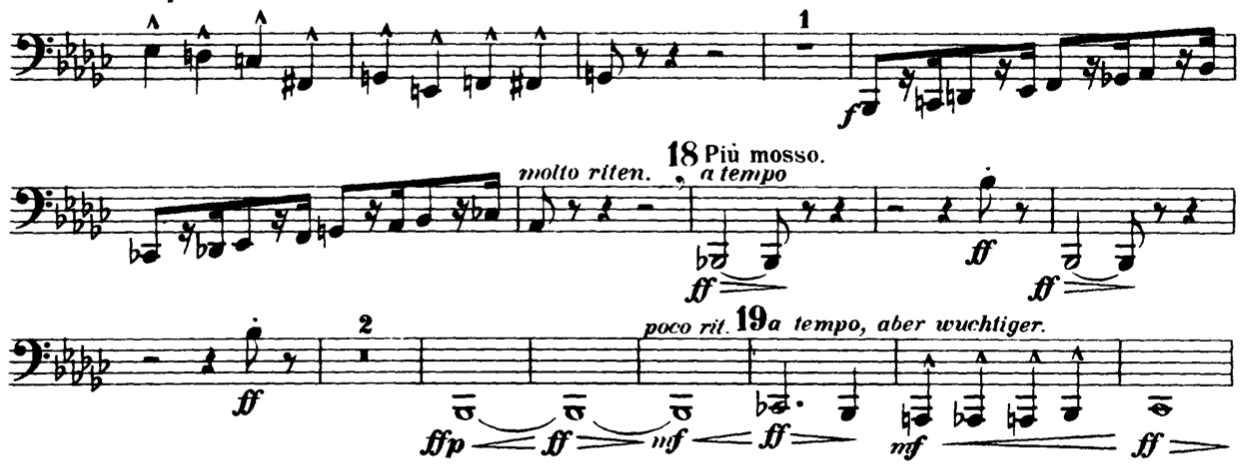 1
f
18 Più mosso.
molto riten. , a tempo
ff ff ff
2
poco rit. 19 a tempo, aber wuchtiger.
ff ffp ff mf ff mf ff